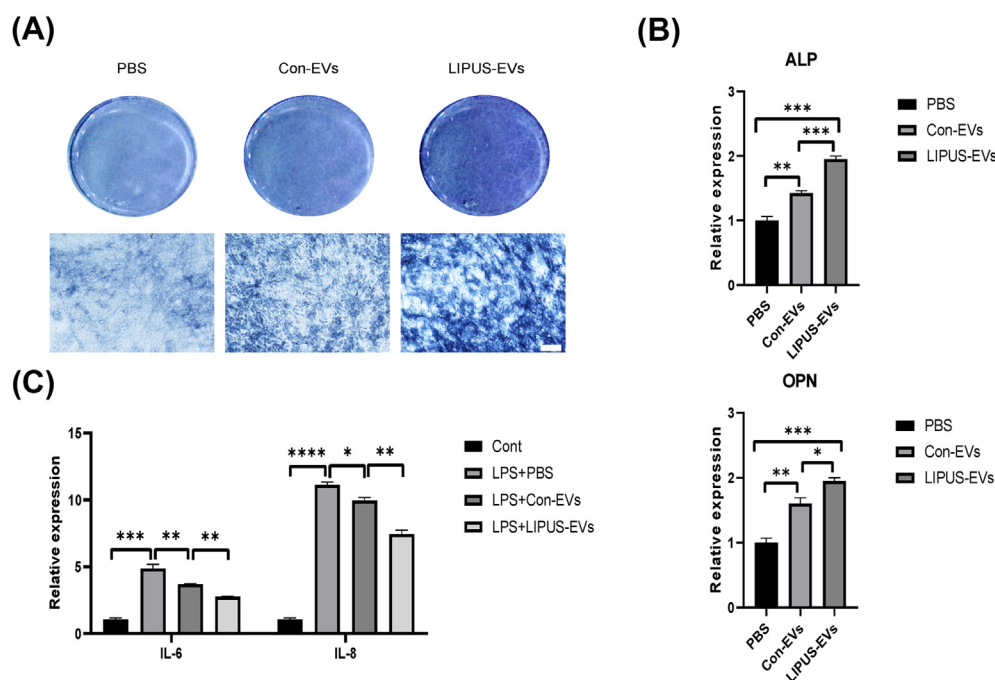 (A)
PBS
Con-EVs
LIPUS-EVs
(B)
ALP
Relative expression
3
2
1
0
***
***
**
PBS
Con-EVs
LIPUS-EVs
PBS
Con-EVs
LIPUS-EVs
OPN
Relative expression
3
2
1
0
***
**
*
PBS
Con-EVs
LIPUS-EVs
PBS
Con-EVs
LIPUS-EVs
(C)
Relative expression
15
10
5
0
***
**
**
****
*
**
IL-6
IL-8
Cont
LPS+PBS
LPS+Con-EVs
LPS+LIPUS-EVs